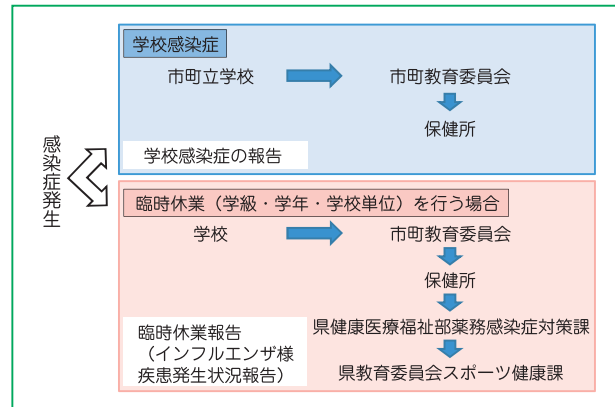 感染症発生
学校感染症
市町立学校
市町教育委員会
保健所
学校感染症の報告
臨時休業（学級・学年・学校単位）を行う場合
学校
市町教育委員会
保健所
県健康医療福祉部薬務感染症対策課
県教育委員会スポーツ健康課
臨時休業報告
（インフルエンザ様
疾患発生状況報告）